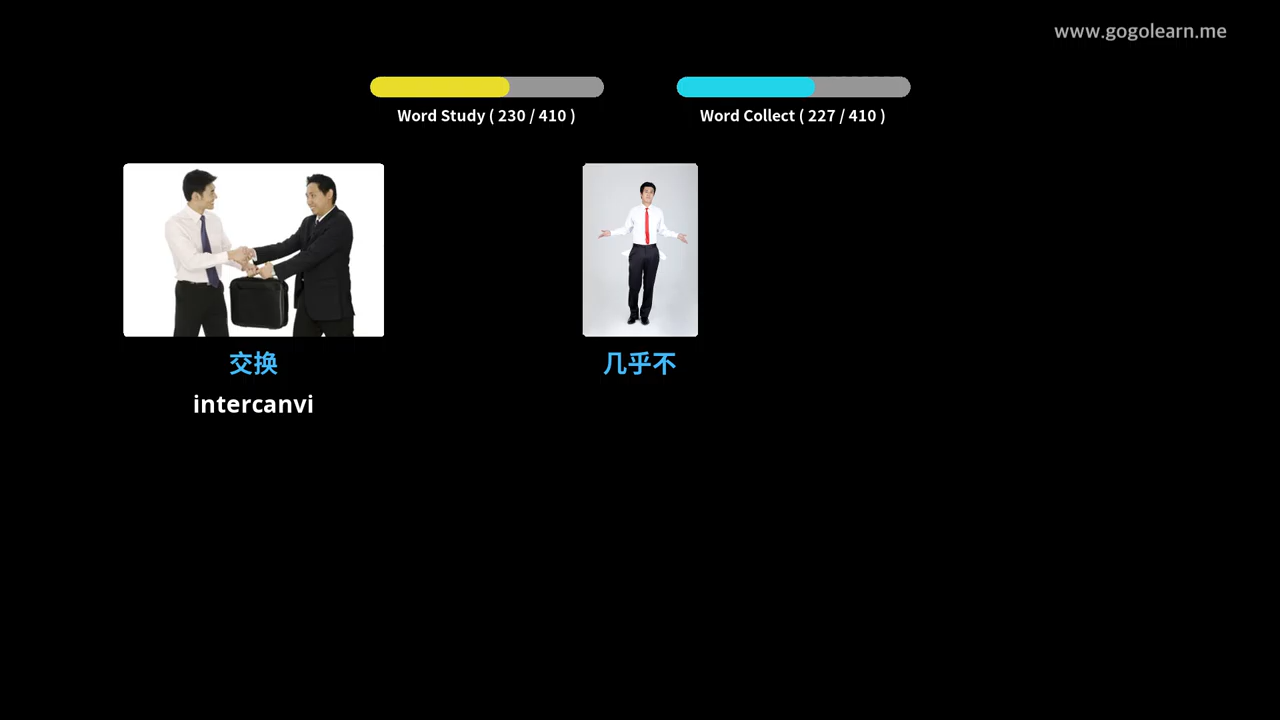 www.gogolearn.me
Word Study ( 230 / 410 )
Word Collect ( 227 / 410 )
交换
几乎不
intercanvi